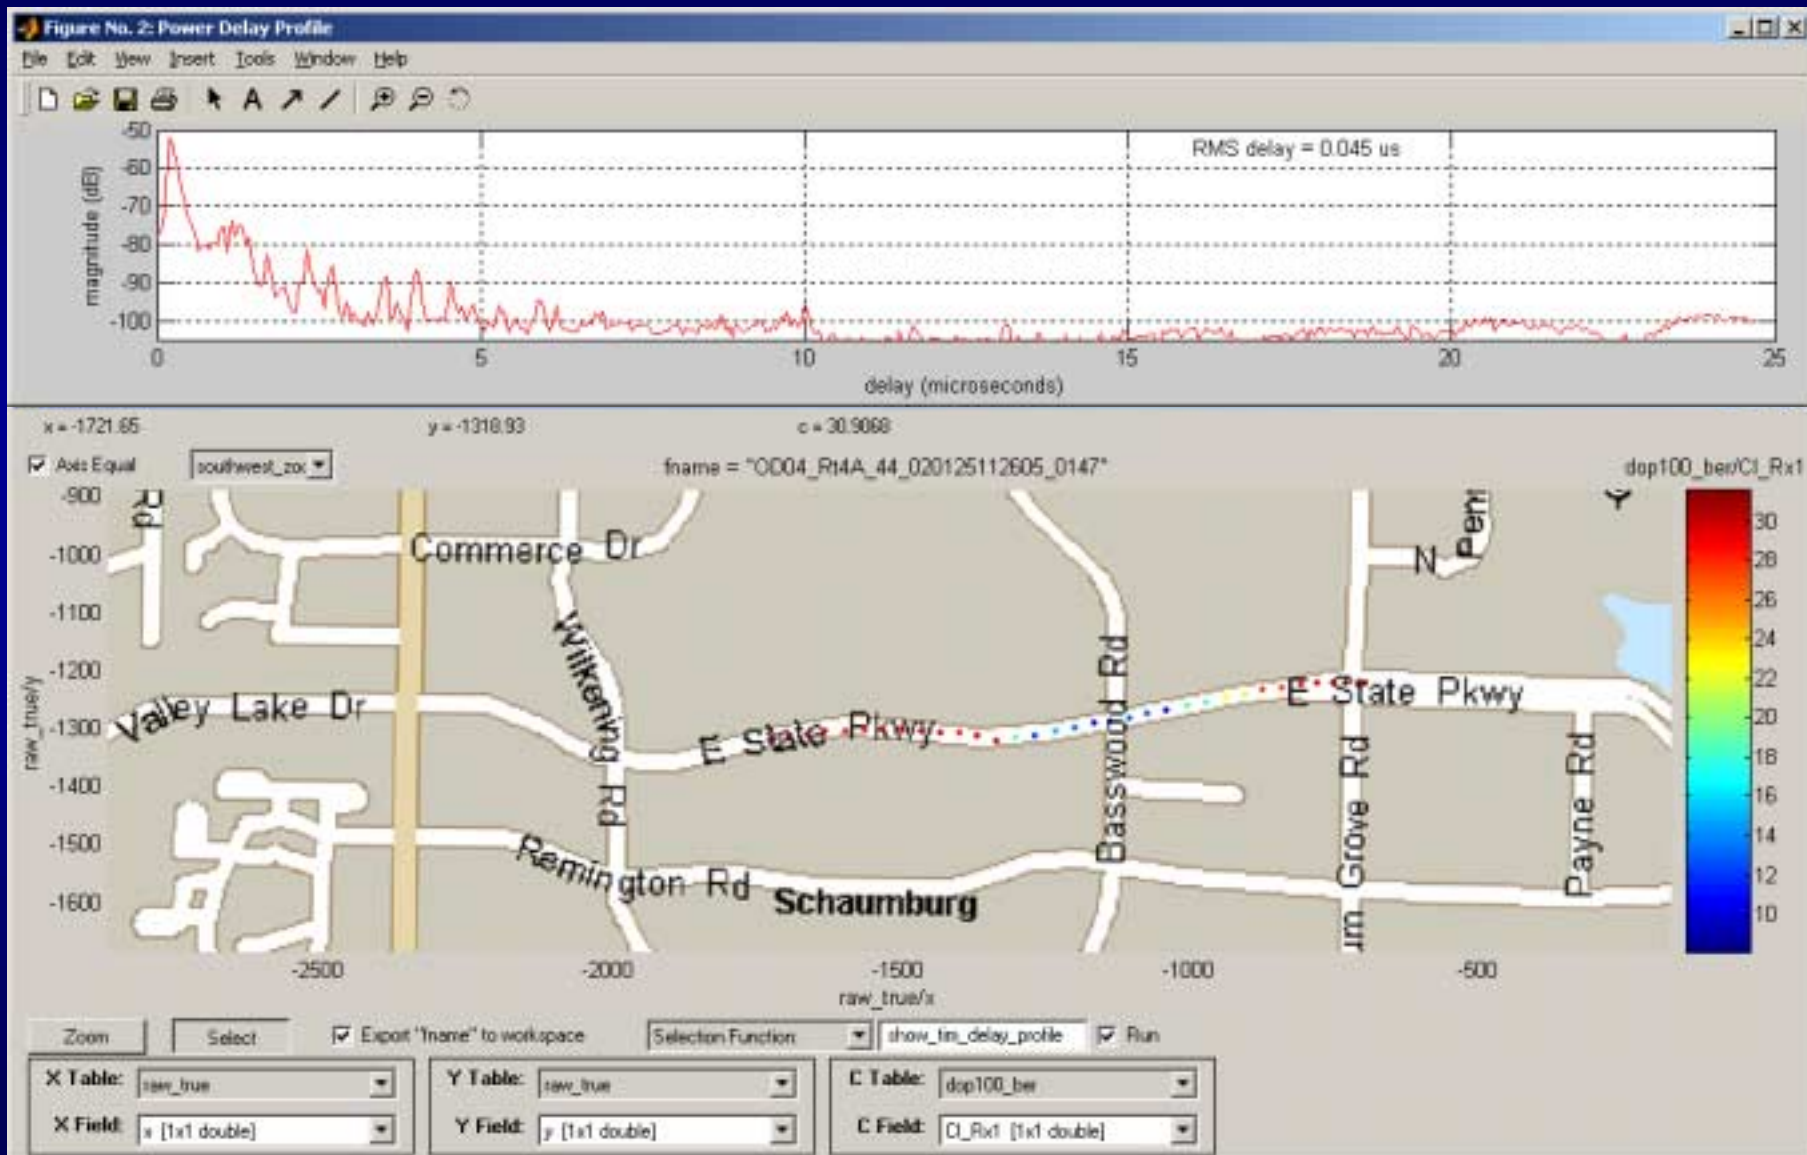 Figure No. 2: Power Delay Profile
File Edit View Insert Tools Window Help
A
RMS delay = 0.045 us
magnitude (dB)
-50
-60
-70
-80
-90
-100
0 5 10 15 20 25
delay (microseconds)
x = -1721.65 y = -1318.93 c = 30.9068
Axis Equal southwest_zo fname = "OD04_Rt4A_44_020125112605_0147" dop100_ber/CI_Rx1
raw_true/y
-900
-1000
-1100
-1200
-1300
-1400
-1500
-1600
Rd
Commerce Dr
N Penn
Wilkening Rd
Valley Lake Dr
E State Pkwy
Basswood Rd
E State Pkwy
Payne Rd
um Grove Rd
Remington Rd
Schaumburg
30
28
26
24
22
20
18
16
14
12
10
-2500 -2000 -1500 -1000 -500
raw_true/x
Zoom Select Export "fname" to workspace Selection Function show_tim_delay_profile Run
X Table: raw_true Y Table: raw_true C Table: dop100_ber
X Field: x [1x1 double] Y Field: y [1x1 double] C Field: CI_Rx1 [1x1 double]